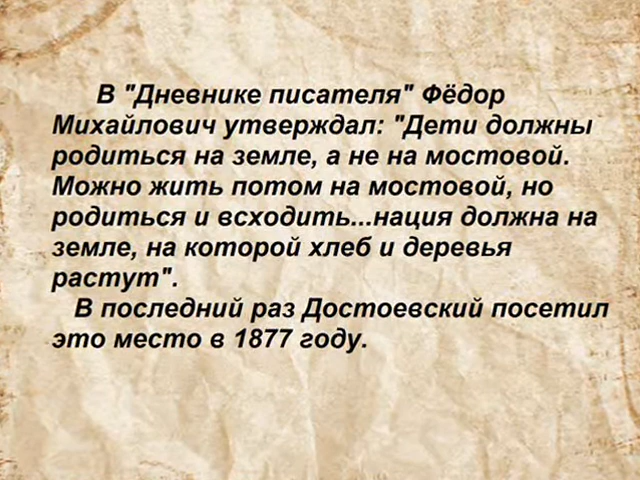 В "Дневнике писателя" Фёдор
Михайлович утверждал: "Дети должны
родиться на земле, а не на мостовой.
Можно жить потом на мостовой, но
родиться и всходить...нация должна на
земле, на которой хлеб и деревья
растут".
В последний раз Достоевский посетил
это место в 1877 году.